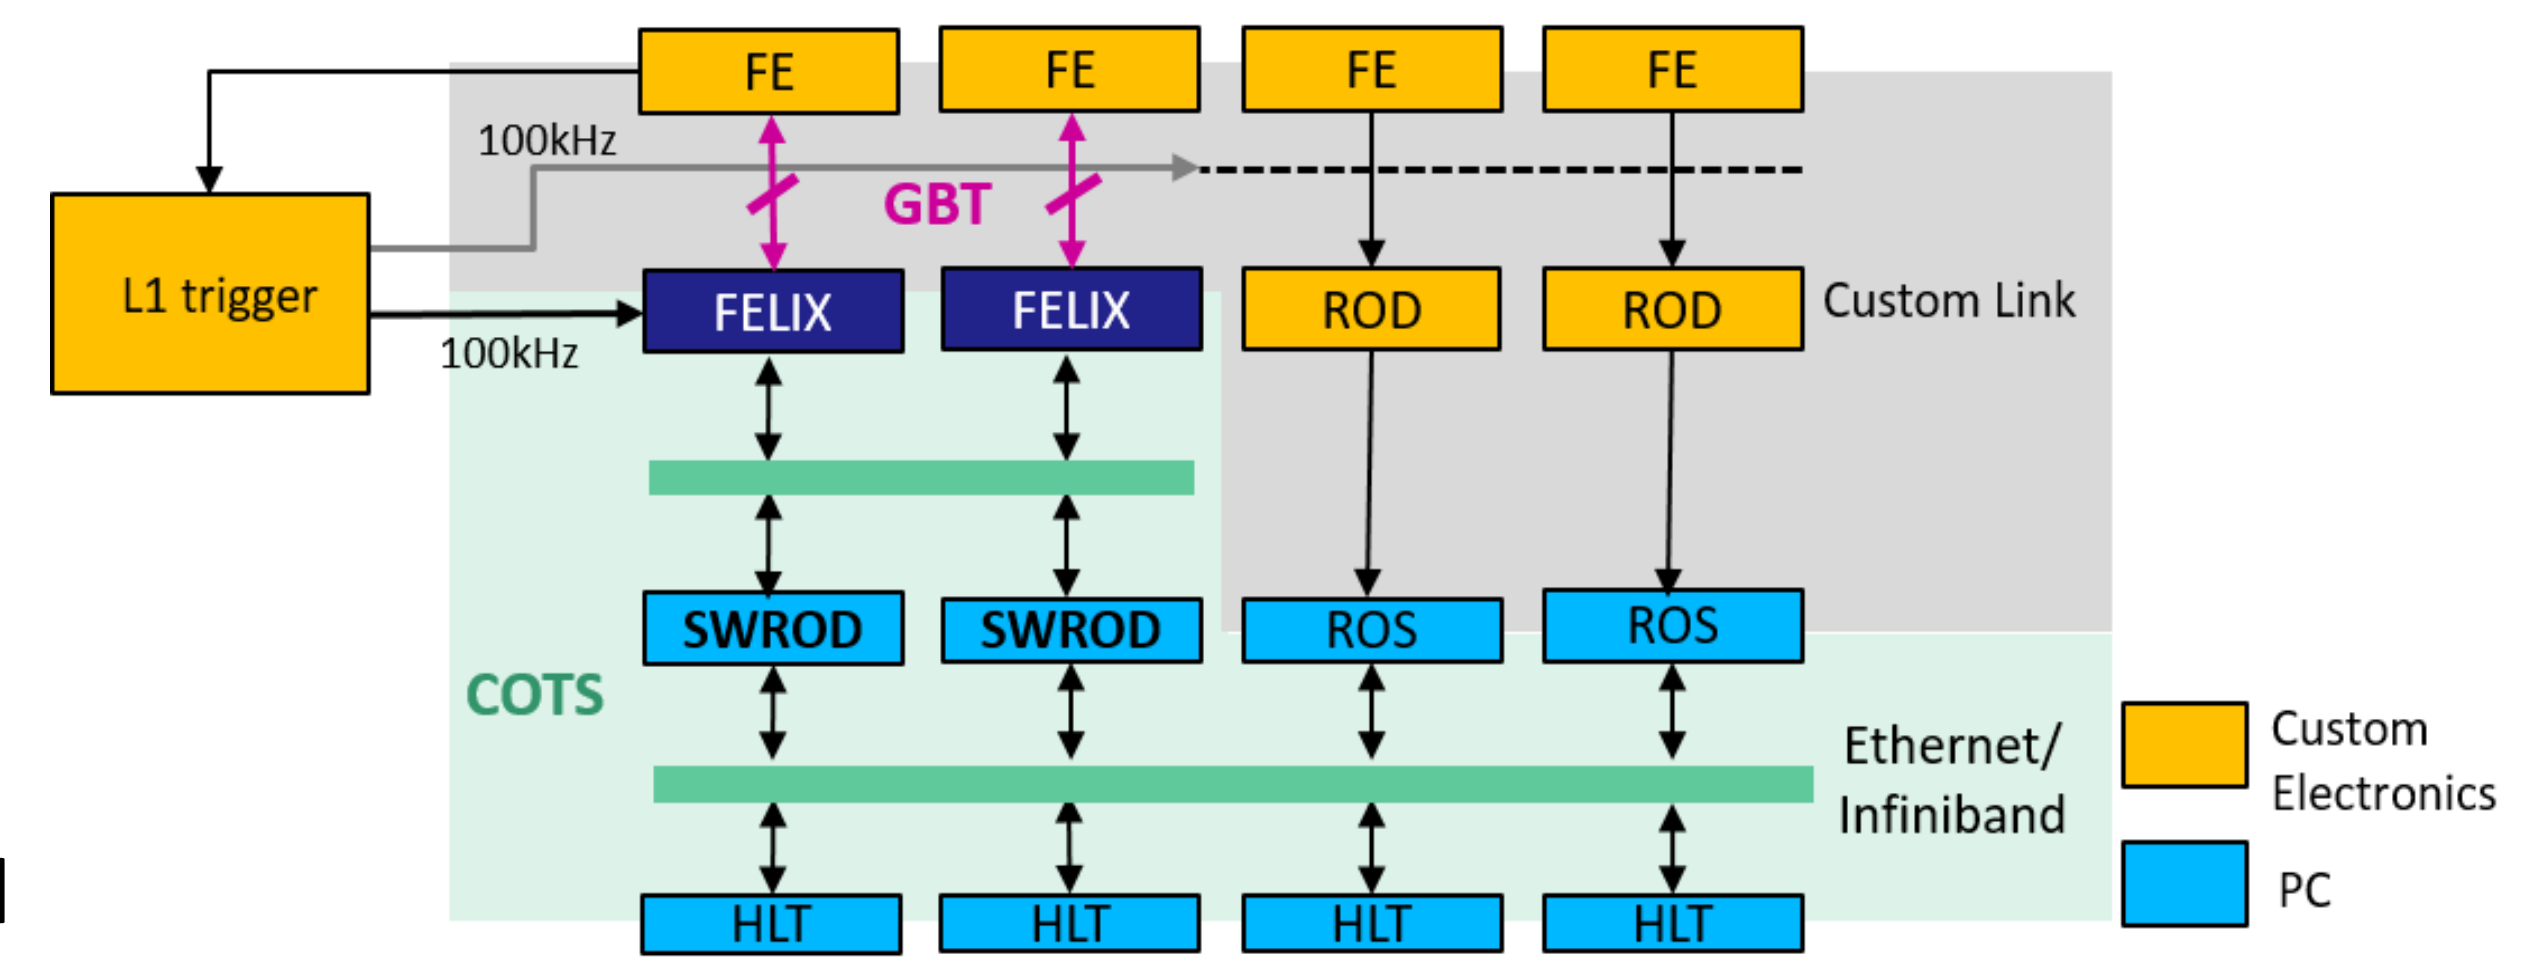 FE
FE
FE
FE
100kHz
GBT
L1 trigger
100kHz
FELIX
FELIX
ROD
ROD
Custom Link
SWROD
SWROD
ROS
ROS
COTS
Ethernet/
Infiniband
Custom
Electronics
PC
HLT
HLT
HLT
HLT